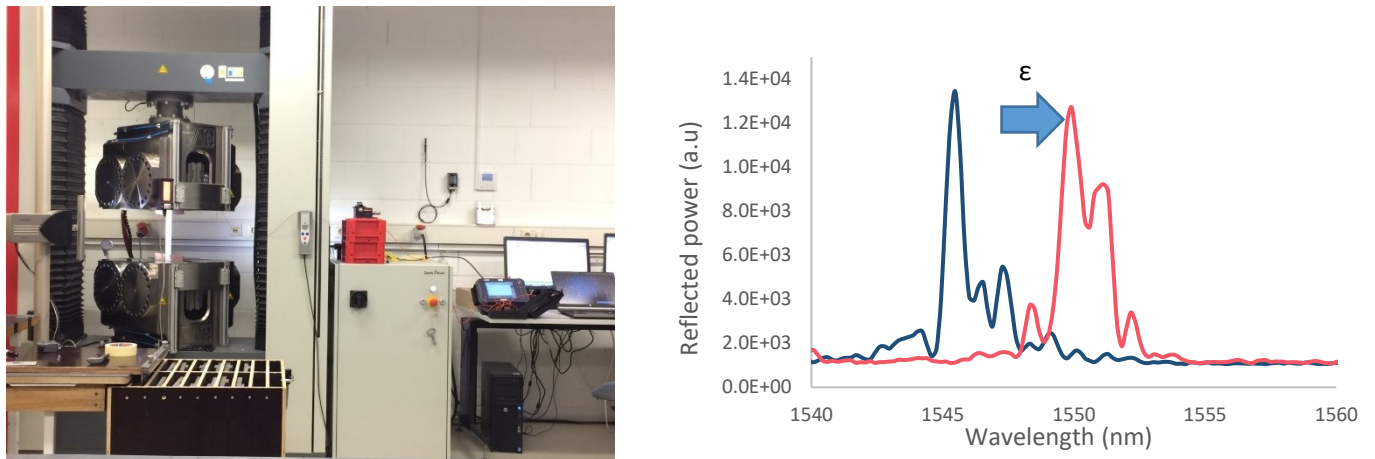 ε
1.4E+04
1.2E+04
1.0E+04
8.0E+03
6.0E+03
4.0E+03
2.0E+03
0.0E+00
Reflected power (a.u)
1540 1545 1550 1555 1560
Wavelength (nm)